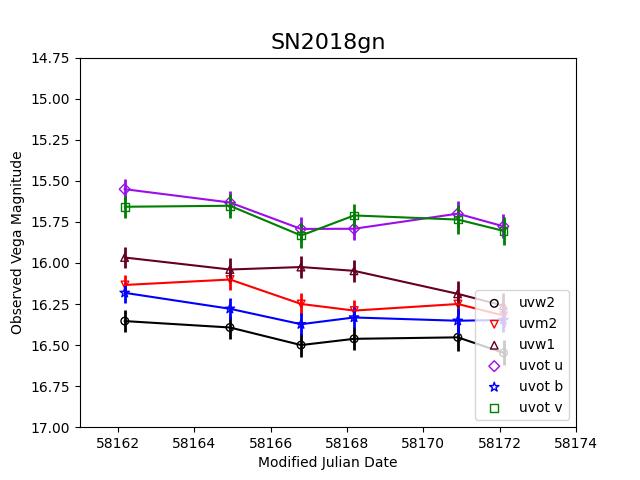 SN2018gn
14.75
15.00
15.25
15.50
15.75
16.00
16.25
16.50
16.75
17.00
Observed Vega Magnitude
uvw2
uvm2
uvw1
uvot u
uvot b
uvot v
58162 58164 58166 58168 58170 58172 58174
Modified Julian Date